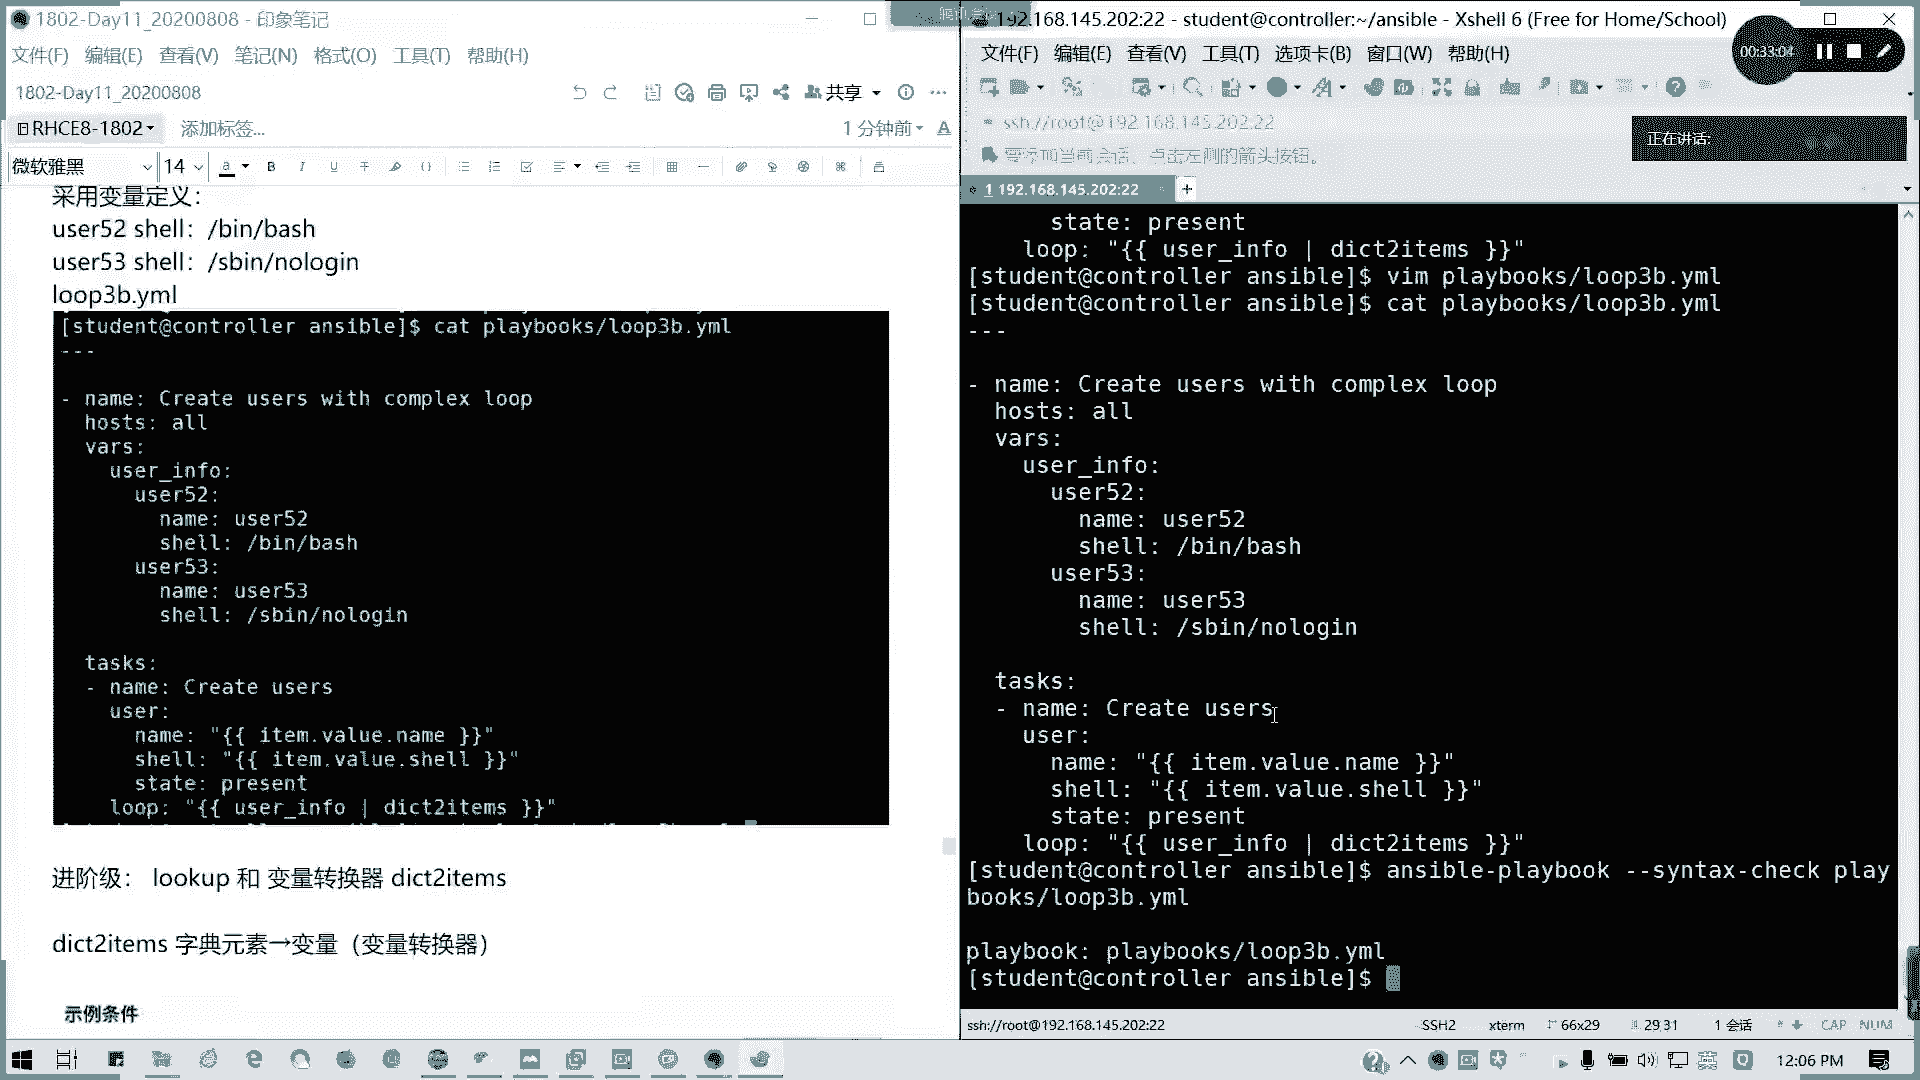 1802-Day11_20200808 - 印象笔记
文件(F) 编辑(E) 查看(V) 笔记(N) 格式(O) 工具(T) 帮助(H)
1802-Day11_20200808
共享
RHCE8-1802
添加标签...
1 分钟前
微软雅黑 14
采用变量定义：
user52 shell：/bin/bash
user53 shell：/sbin/nologin
loop3b.yml
[student@controller ansible]$ cat playbooks/loop3b.yml
---
- name: Create users with complex loop
hosts: all
vars:
user_info:
user52:
name: user52
shell: /bin/bash
user53:
name: user53
shell: /sbin/nologin
tasks:
- name: Create users
user:
name: "{{ item.value.name }}"
shell: "{{ item.value.shell }}"
state: present
loop: "{{ user_info | dict2items }}"
进阶级： lookup 和 变量转换器 dict2items
dict2items 字典元素→变量（变量转换器）
示例条件
192.168.145.202:22 - student@controller:~/ansible - Xshell 6 (Free for Home/School)
文件(F) 编辑(E) 查看(V) 工具(T) 选项卡(B) 窗口(W) 帮助(H)
00:33:04
ssh://root@192.168.145.202:22
正在讲话:
要添加当前会话，点击左侧的箭头按钮。
1 192.168.145.202:22
state: present
loop: "{{ user_info | dict2items }}"
[student@controller ansible]$ vim playbooks/loop3b.yml
[student@controller ansible]$ cat playbooks/loop3b.yml
---
- name: Create users with complex loop
hosts: all
vars:
user_info:
user52:
name: user52
shell: /bin/bash
user53:
name: user53
shell: /sbin/nologin
tasks:
- name: Create users
user:
name: "{{ item.value.name }}"
shell: "{{ item.value.shell }}"
state: present
loop: "{{ user_info | dict2items }}"
[student@controller ansible]$ ansible-playbook --syntax-check play
books/loop3b.yml
playbook: playbooks/loop3b.yml
[student@controller ansible]$
ssh://root@192.168.145.202:22 SSH2 xterm 66x29 29,31 1 会话 CAP NUM
英 12:06 PM